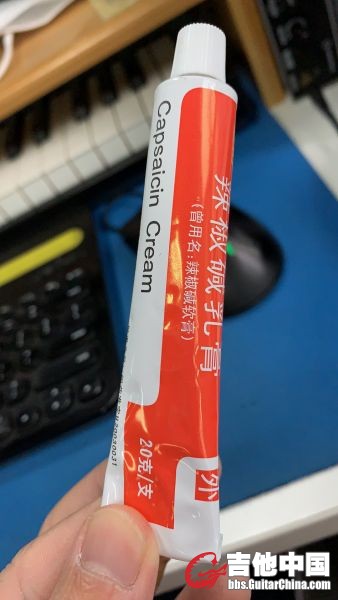 Capsaicin Cream
辣椒碱乳膏
(曾用名:辣椒碱软膏)
20克/支
外
吉他中国
bbs.GuitarChina.com